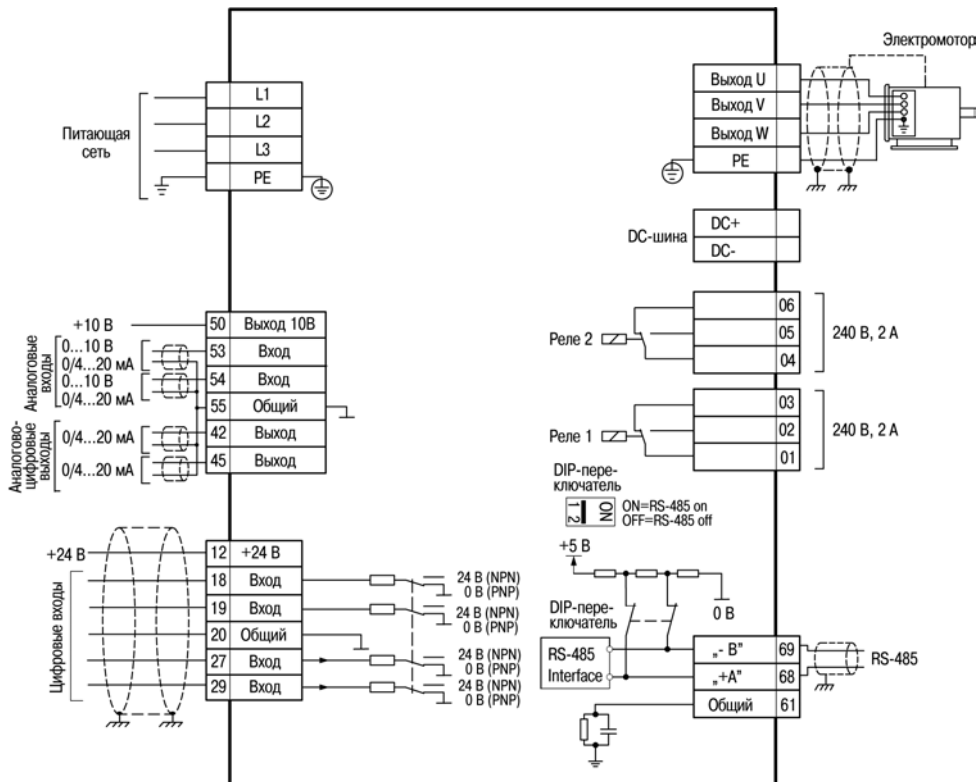 Питающая
сеть
L1
L2
L3
PE
Электромотор
Выход U
Выход V
Выход W
PE
DC-шина
DC+
DC-
Аналоговые
входы
+10 В
0...10 В
0/4...20 мА
0...10 В
0/4...20 мА
50 Выход 10В
53 Вход
54 Вход
55 Общий
42 Выход
45 Выход
Аналогово-
цифровые
выходы
0/4...20 мА
0/4...20 мА
Реле 2
06
05
04
240 В, 2 А
Реле 1
03
02
01
240 В, 2 А
DIP-пере-
ключатель
ON
1 2
ON=RS-485 on
OFF=RS-485 off
+24 В
Цифровые входы
12 +24 В
18 Вход
19 Вход
20 Общий
27 Вход
29 Вход
24 В (NPN)
0 В (PNP)
24 В (NPN)
0 В (PNP)
24 В (NPN)
0 В (PNP)
24 В (NPN)
0 В (PNP)
+5 В
0 В
DIP-пере-
ключатель
RS-485
Interface
„- B” 69
„+A” 68
Общий 61
RS-485